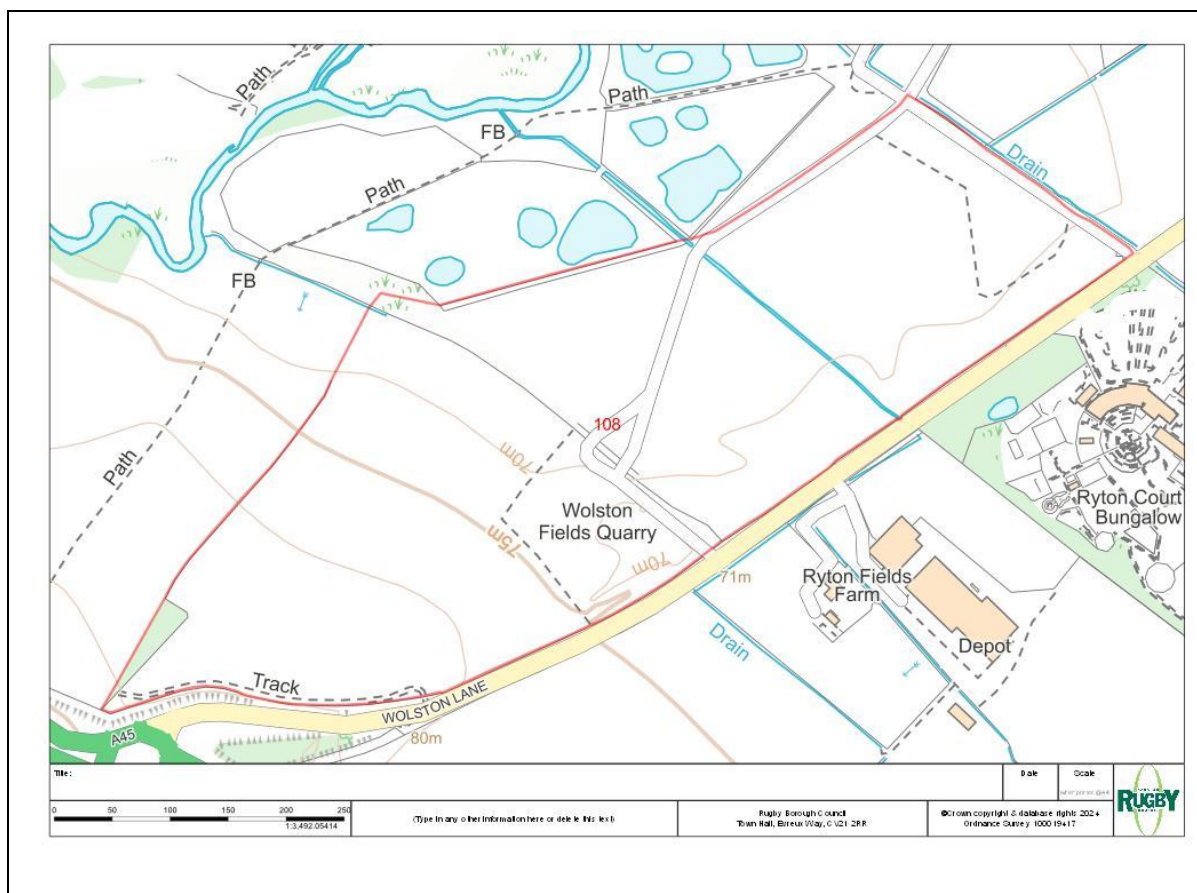 Path
Path
FB
Drain
Path
FB
108
Path
70m
Wolston
Fields Quarry
75m
70m
71m
Ryton Court
Bungalow
Ryton Fields
Farm
Depot
Drain
Track
WOLSTON LANE
A45
80m
Title:
Date
Scale
0 50 100 150 200 250
1:3,492.05414
(Type in any other information here or delete this text)
Rugby Borough Council
Town Hall, Evreux Way, CV21 2RR
©Crown copyright & database rights 2024
Ordnance Survey 100019417
RUGBY